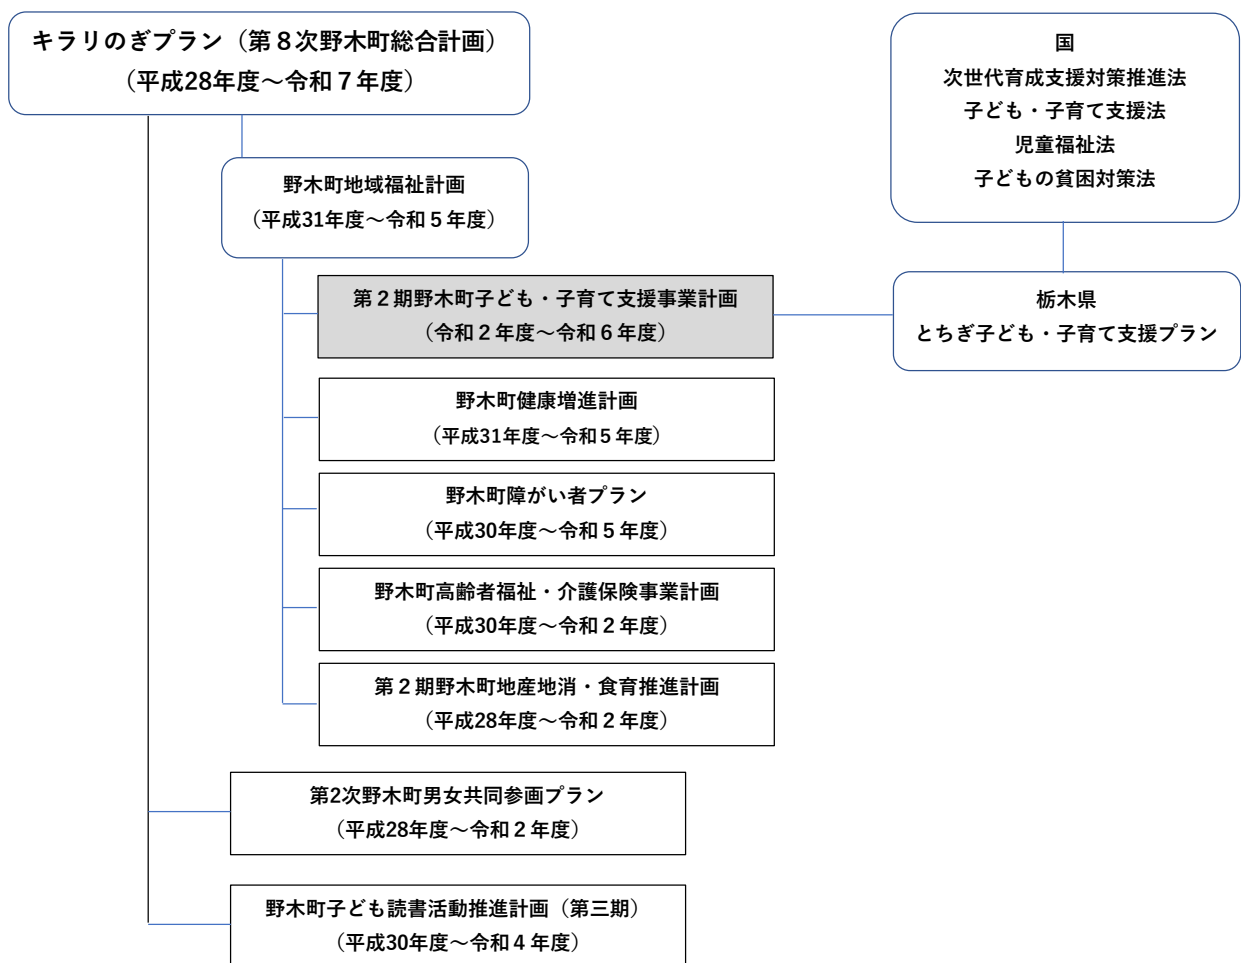 キラリのぎプラン（第８次野木町総合計画）
（平成28年度～令和７年度）
国
次世代育成支援対策推進法
子ども・子育て支援法
児童福祉法
子どもの貧困対策法
野木町地域福祉計画
（平成31年度～令和５年度）
第２期野木町子ども・子育て支援事業計画
（令和２年度～令和６年度）
栃木県
とちぎ子ども・子育て支援プラン
野木町健康増進計画
（平成31年度～令和５年度）
野木町障がい者プラン
（平成30年度～令和５年度）
野木町高齢者福祉・介護保険事業計画
（平成30年度～令和２年度）
第２期野木町地産地消・食育推進計画
（平成28年度～令和２年度）
第2次野木町男女共同参画プラン
（平成28年度～令和２年度）
野木町子ども読書活動推進計画（第三期）
（平成30年度～令和４年度）